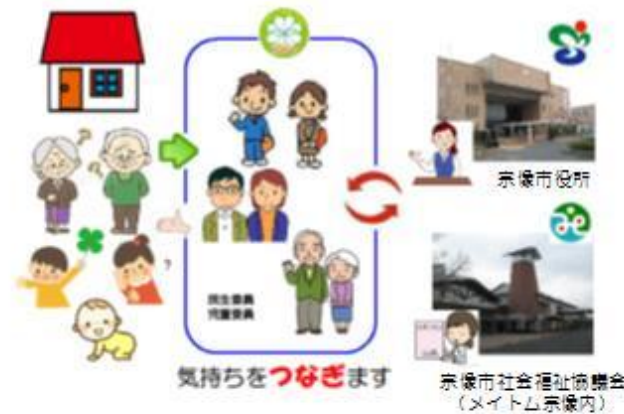 民生委員
児童委員
気持ちをつなぎます
宗像市役所
宗像市社会福祉協議会
（メイトム宗像内）